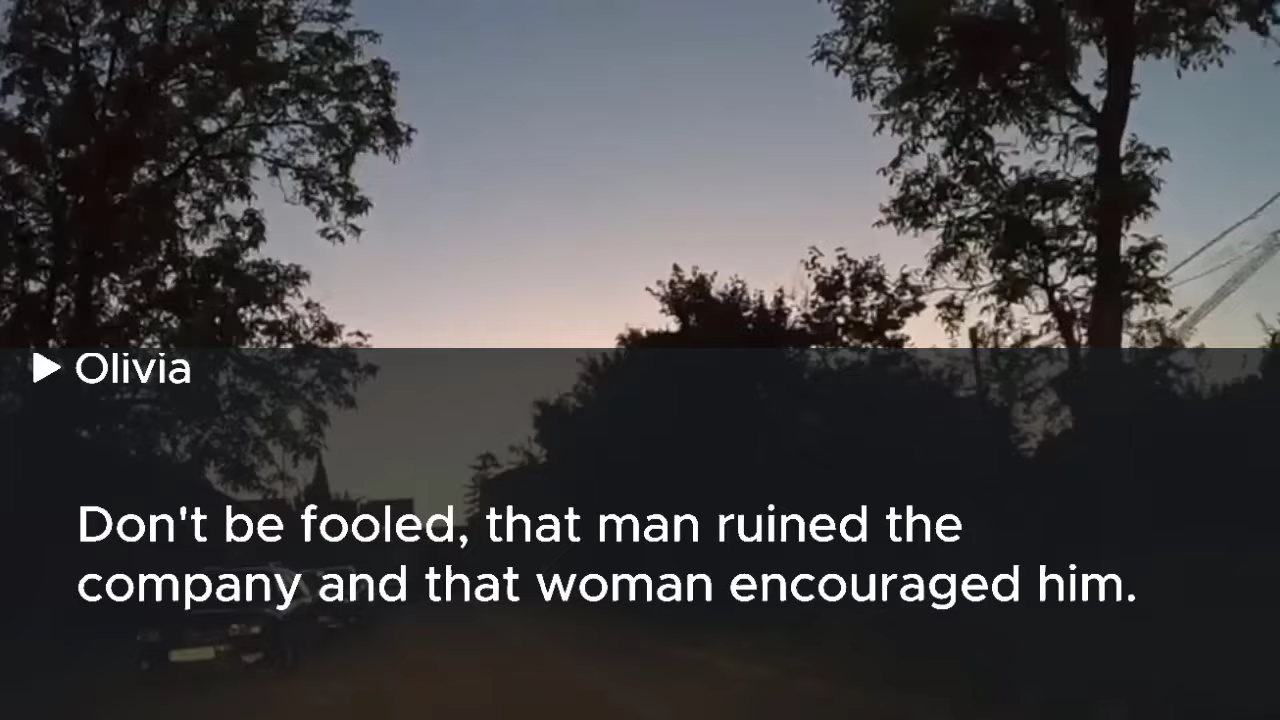 Olivia
Don't be fooled, that man ruined the
company and that woman encouraged him.